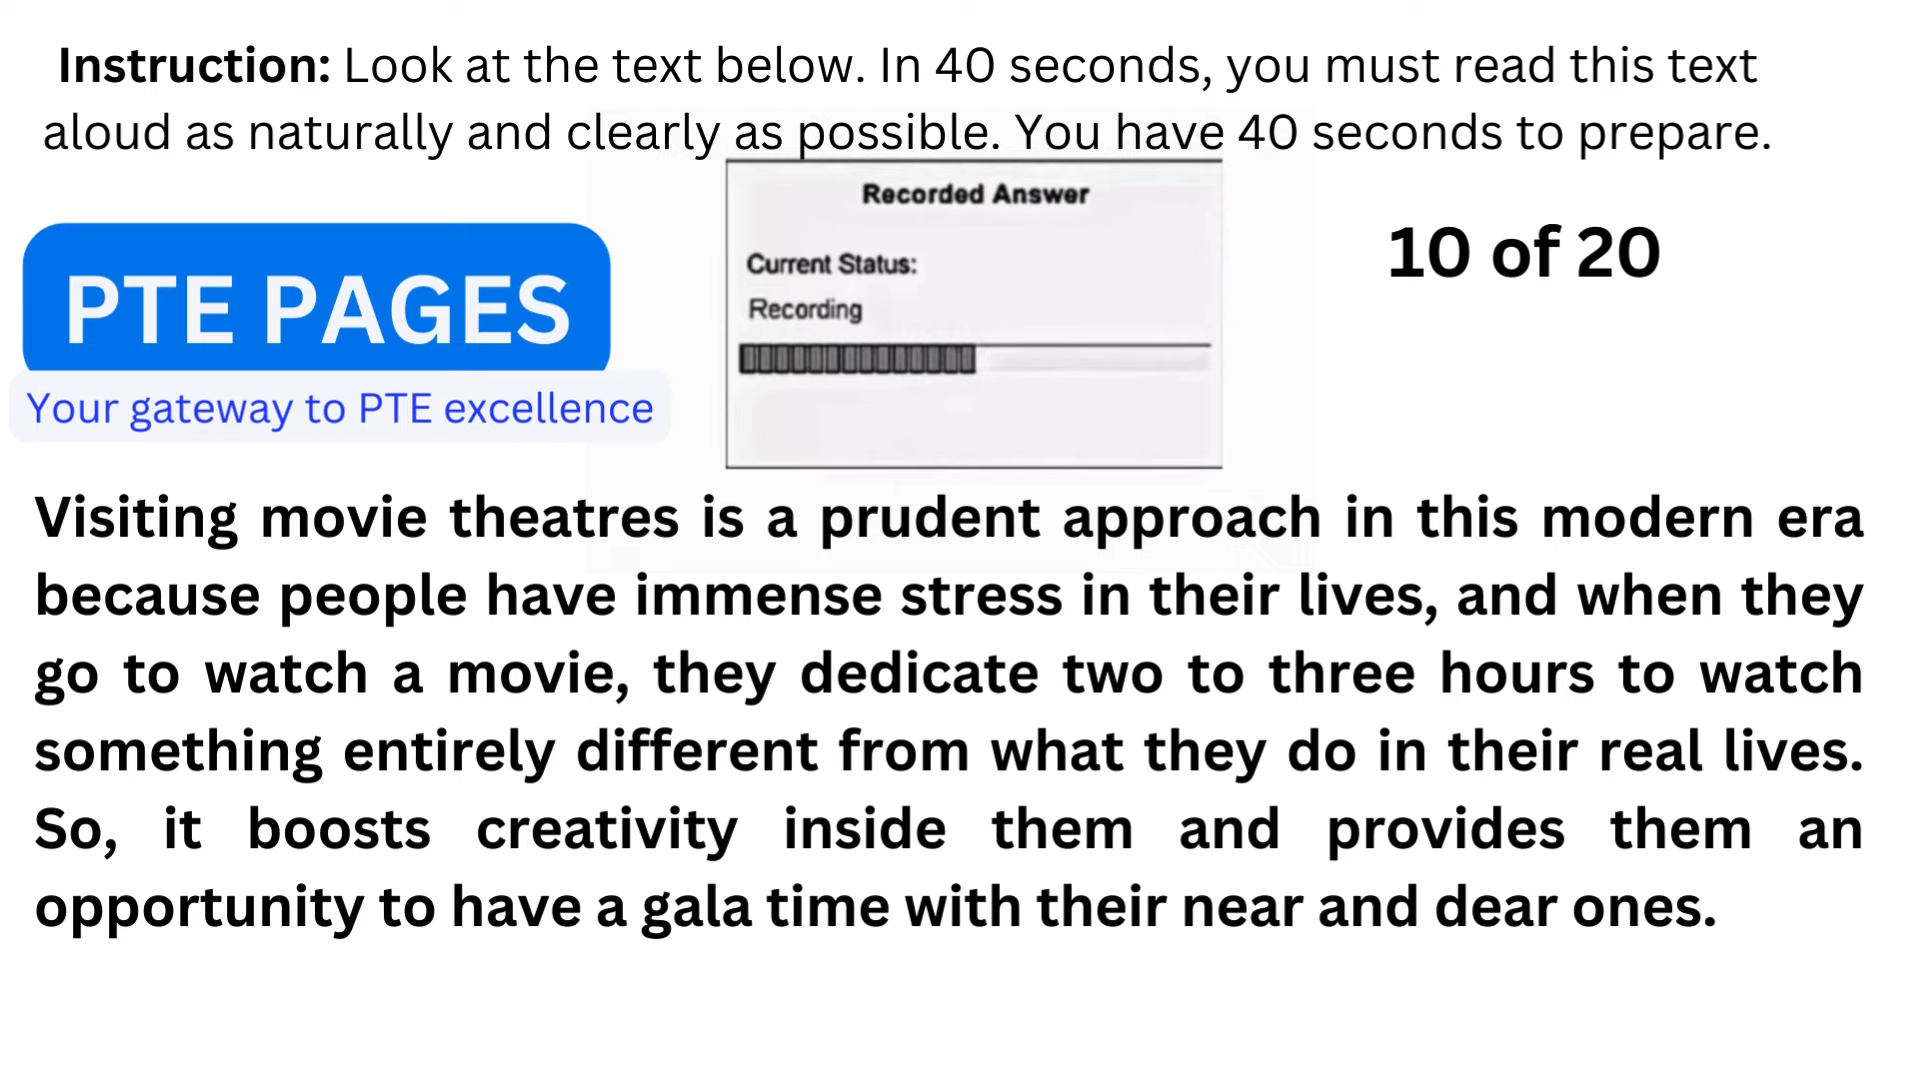 Instruction: Look at the text below. In 40 seconds, you must read this text
aloud as naturally and clearly as possible. You have 40 seconds to prepare.
Recorded Answer
Current Status:
Recording
10 of 20
PTE PAGES
Your gateway to PTE excellence
Visiting movie theatres is a prudent approach in this modern era
because people have immense stress in their lives, and when they
go to watch a movie, they dedicate two to three hours to watch
something entirely different from what they do in their real lives.
So, it boosts creativity inside them and provides them an
opportunity to have a gala time with their near and dear ones.